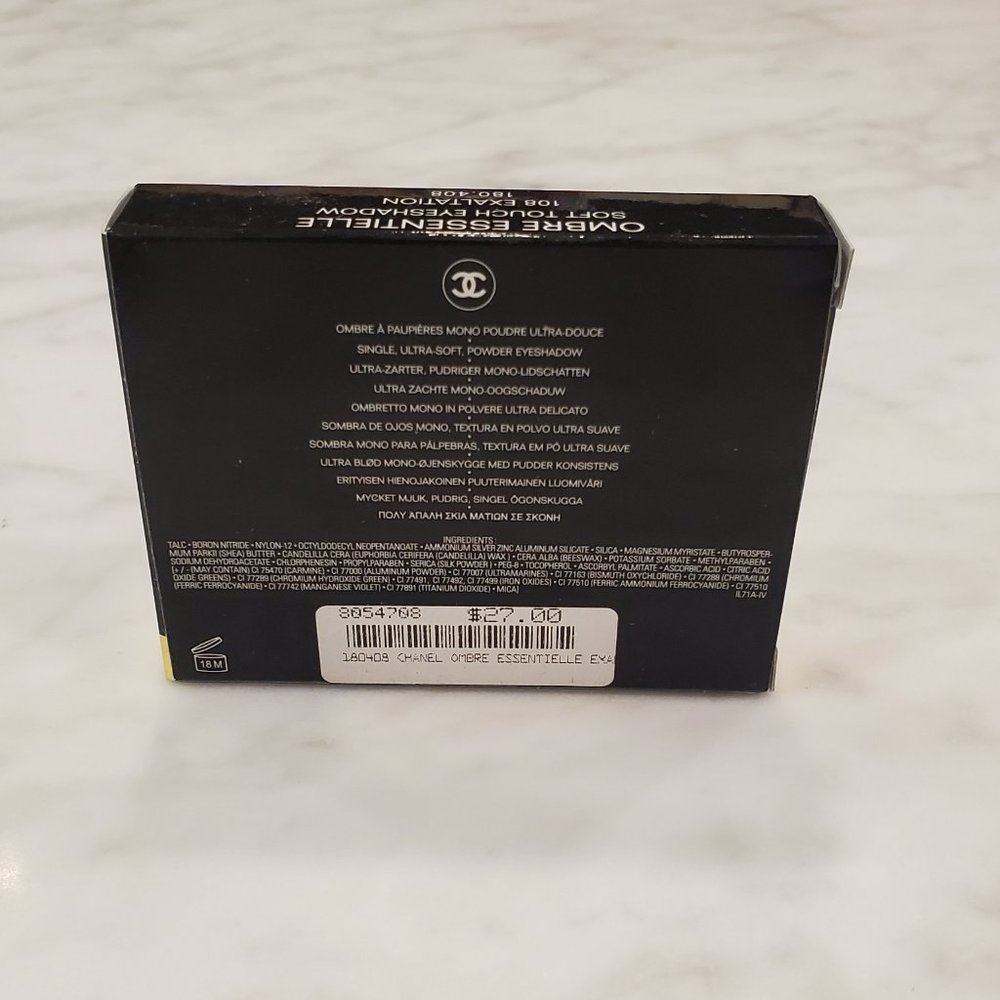 OMBRE ESSENTIELLE
SOFT TOUCH EYESHADOW
108 EXALTATION
180.408
OMBRE À PAUPIÈRES MONO POUDRE ULTRA-DOUCE
SINGLE, ULTRA-SOFT, POWDER EYESHADOW
ULTRA-ZARTER, PUDRIGER MONO-LIDSCHATTEN
ULTRA ZACHTE MONO-OOGSCHADUW
OMBRETTO MONO IN POLVERE ULTRA DELICATO
SOMBRA DE OJOS MONO, TEXTURA EN POLVO ULTRA SUAVE
SOMBRA MONO PARA PÁLPEBRAS, TEXTURA EM PÓ ULTRA SUAVE
ULTRA BLØD MONO-ØJENSKYGGE MED PUDDER KONSISTENS
ERITYISEN HIENOJAKOINEN PUUTERIMAINEN LUOMIVÄRI
MYCKET MJUK, PUDRIG, SINGEL ÖGONSKUGGA
ΠΟΛΥ ΑΠΑΛΗ ΣΚΙΑ ΜΑΤΙΩΝ ΣΕ ΣΚΟΝΗ
INGREDIENTS:
TALC • BORON NITRIDE • NYLON-12 • OCTYLDODECYL NEOPENTANOATE • AMMONIUM SILVER ZINC ALUMINUM SILICATE • SILICA • MAGNESIUM MYRISTATE • BUTYROSPER-
MUM PARKII (SHEA) BUTTER • CANDELILLA CERA (EUPHORBIA CERIFERA (CANDELILLA) WAX ) • CERA ALBA (BEESWAX) • POTASSIUM SORBATE • METHYLPARABEN •
SODIUM DEHYDROACETATE • CHLORPHENESIN • PROPYLPARABEN • SERICA (SILK POWDER) • PEG-8 • TOCOPHEROL • ASCORBYL PALMITATE • ASCORBIC ACID • CITRIC ACID
[+ / - (MAY CONTAIN) CI 75470 (CARMINE) • CI 77000 (ALUMINUM POWDER) • CI 77007 (ULTRAMARINES) • CI 77163 (BISMUTH OXYCHLORIDE) • CI 77288 (CHROMIUM
OXIDE GREENS) • CI 77289 (CHROMIUM HYDROXIDE GREEN) • CI 77491, CI 77492, CI 77499 (IRON OXIDES) • CI 77510 (FERRIC AMMONIUM FERROCYANIDE) • CI 77510
(FERRIC FERROCYANIDE) • CI 77742 (MANGANESE VIOLET) • CI 77891 (TITANIUM DIOXIDE) • MICA]
IL71A-IV
18 M
8054708 $27.00
180408 CHANEL OMBRE ESSENTIELLE EXA